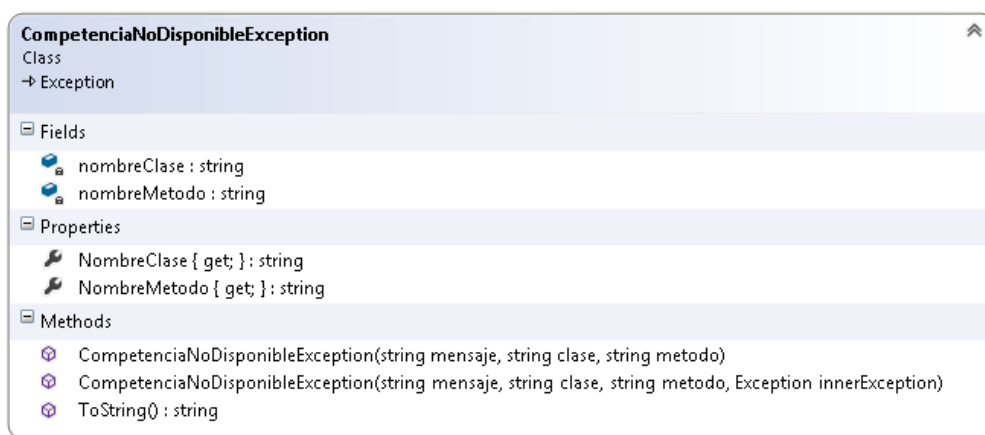 CompetenciaNoDisponibleException
Class
Exception
Fields
nombreClase : string
nombreMetodo : string
Properties
NombreClase { get; } : string
NombreMetodo { get; } : string
Methods
CompetenciaNoDisponibleException(string mensaje, string clase, string metodo)
CompetenciaNoDisponibleException(string mensaje, string clase, string metodo, Exception innerException)
ToString() : string